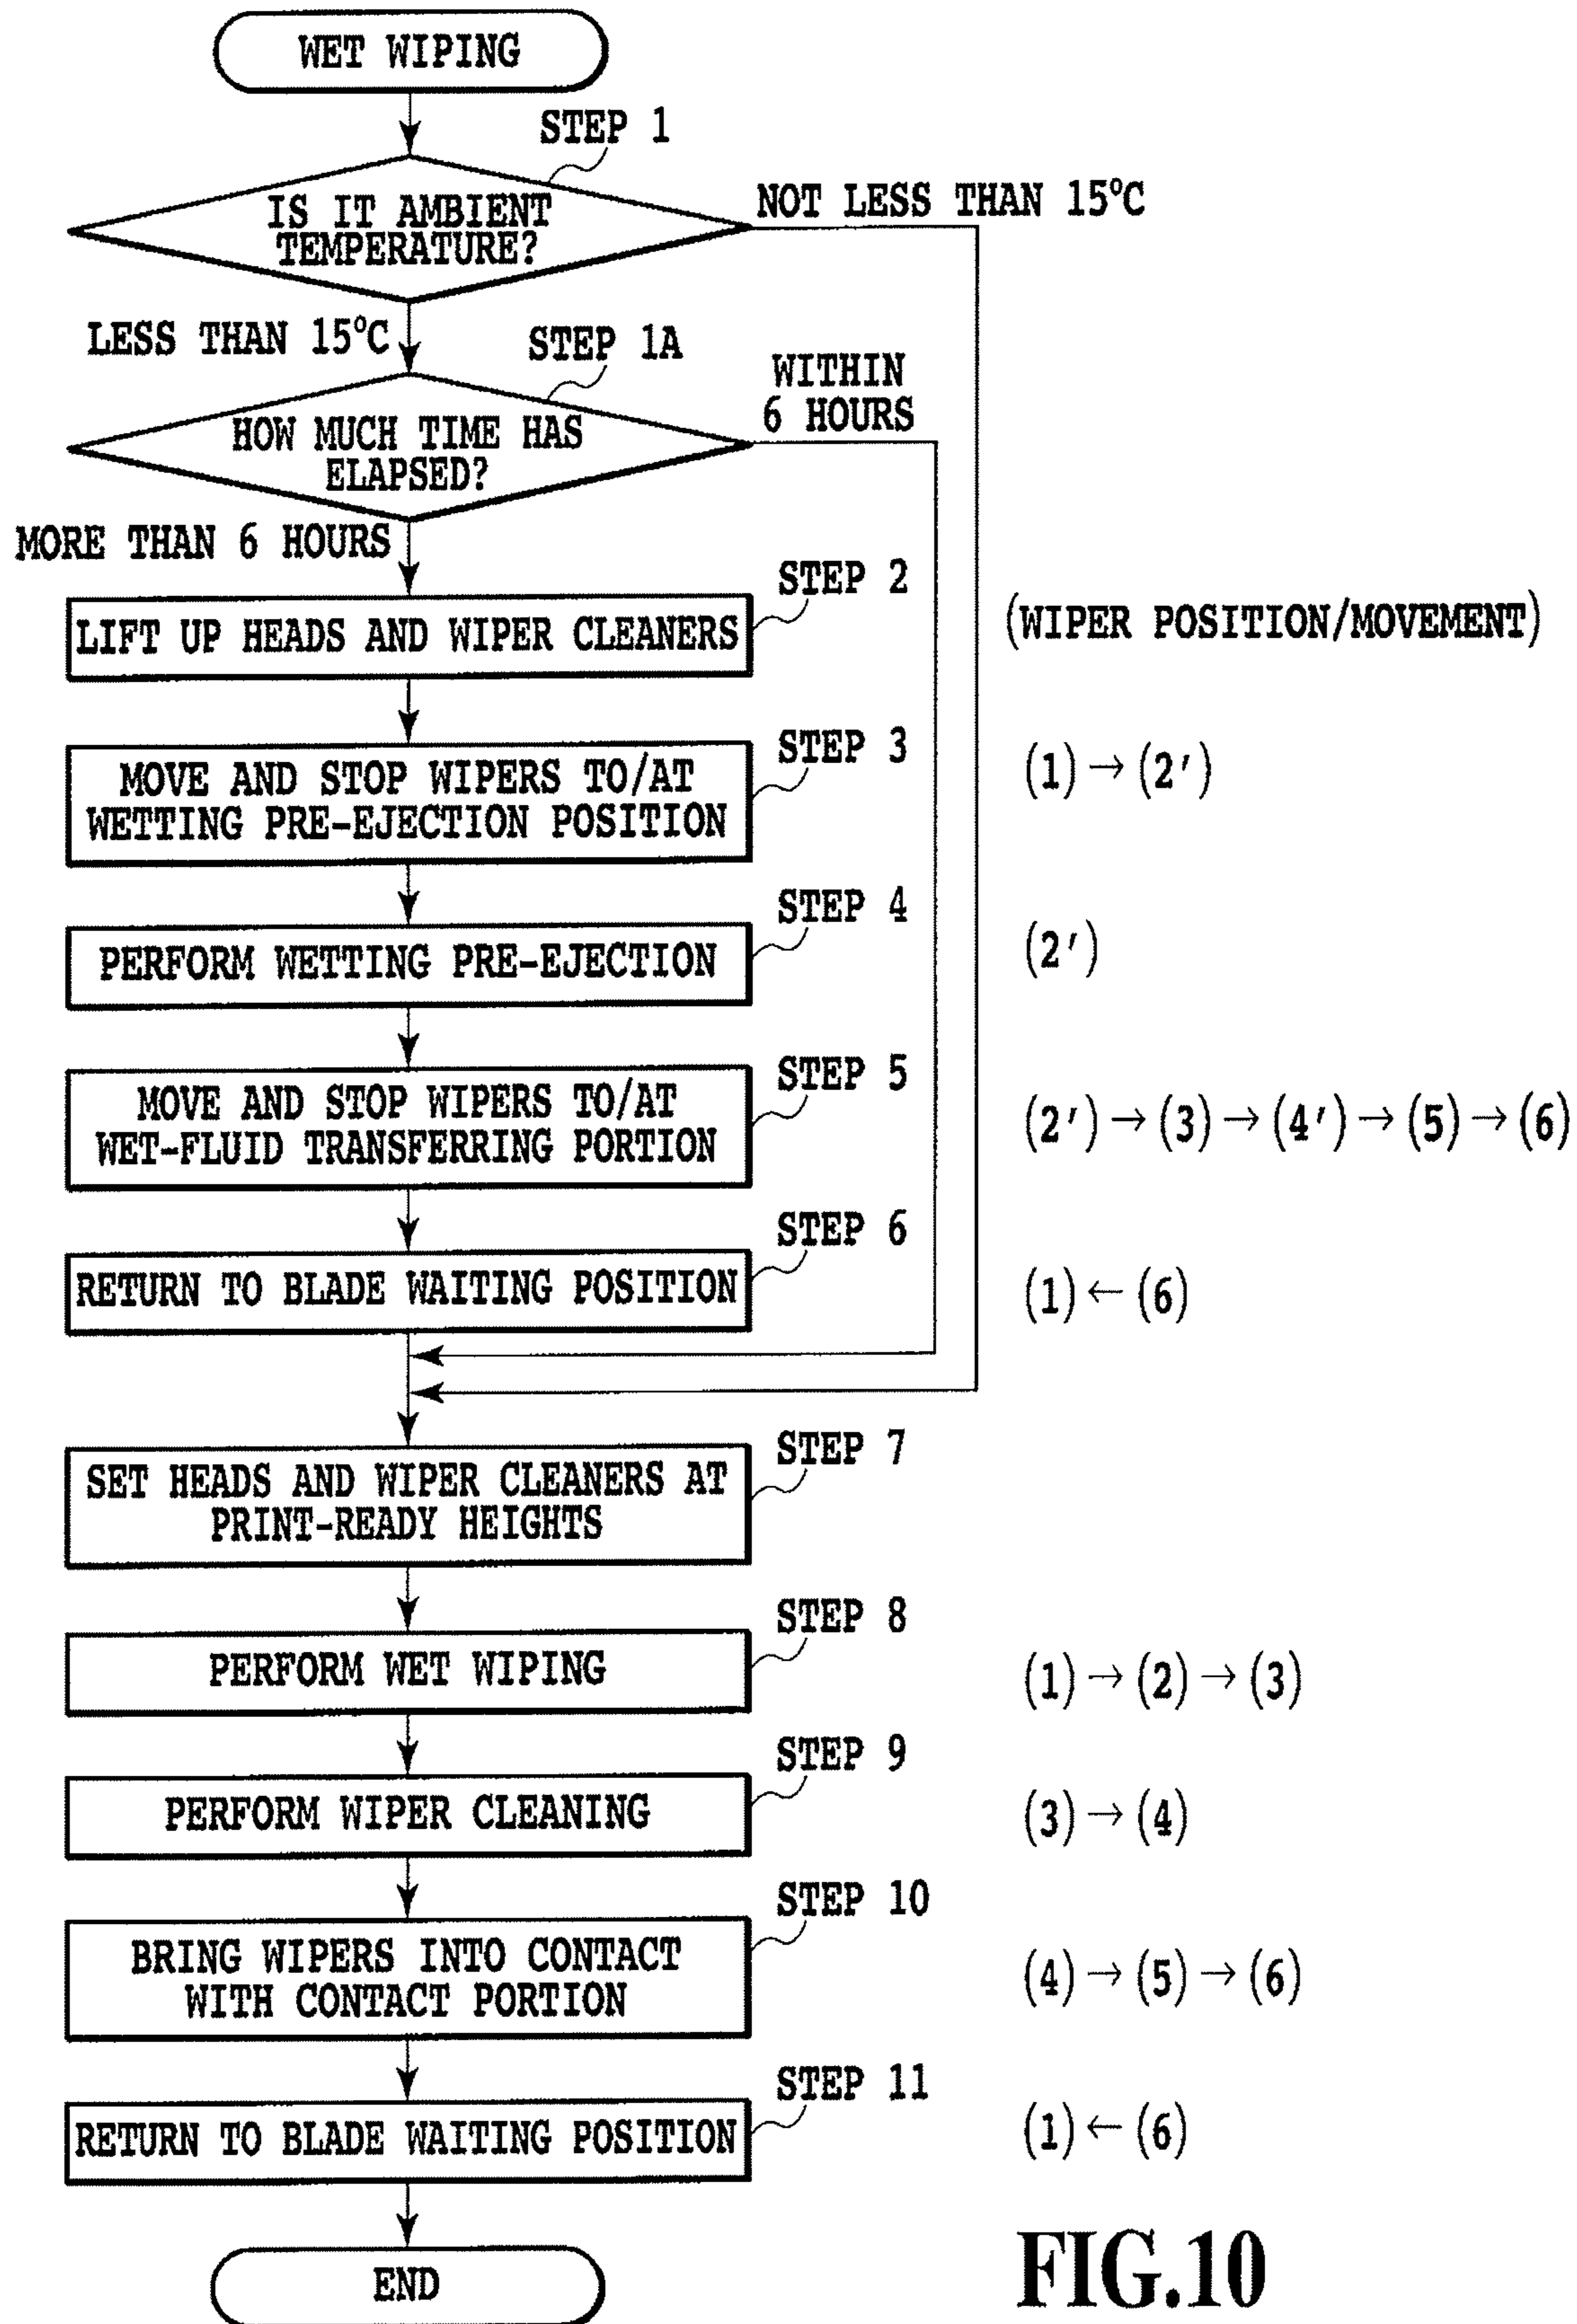 WET WIPING
STEP 1
IS IT AMBIENT
TEMPERATURE?
NOT LESS THAN 15°C
LESS THAN 15°C
STEP 1A
HOW MUCH TIME HAS
ELAPSED?
WITHIN
6 HOURS
MORE THAN 6 HOURS
STEP 2
LIFT UP HEADS AND WIPER CLEANERS
(WIPER POSITION/MOVEMENT)
STEP 3
MOVE AND STOP WIPERS TO/AT
WETTING PRE-EJECTION POSITION
(1) → (2')
STEP 4
PERFORM WETTING PRE-EJECTION
(2')
STEP 5
MOVE AND STOP WIPERS TO/AT
WET-FLUID TRANSFERRING PORTION
(2') → (3) → (4') → (5) → (6)
STEP 6
RETURN TO BLADE WAITING POSITION
(1) ← (6)
STEP 7
SET HEADS AND WIPER CLEANERS AT
PRINT-READY HEIGHTS
STEP 8
PERFORM WET WIPING
(1) → (2) → (3)
STEP 9
PERFORM WIPER CLEANING
(3) → (4)
STEP 10
BRING WIPERS INTO CONTACT
WITH CONTACT PORTION
(4) → (5) → (6)
STEP 11
RETURN TO BLADE WAITING POSITION
(1) ← (6)
END
FIG.10